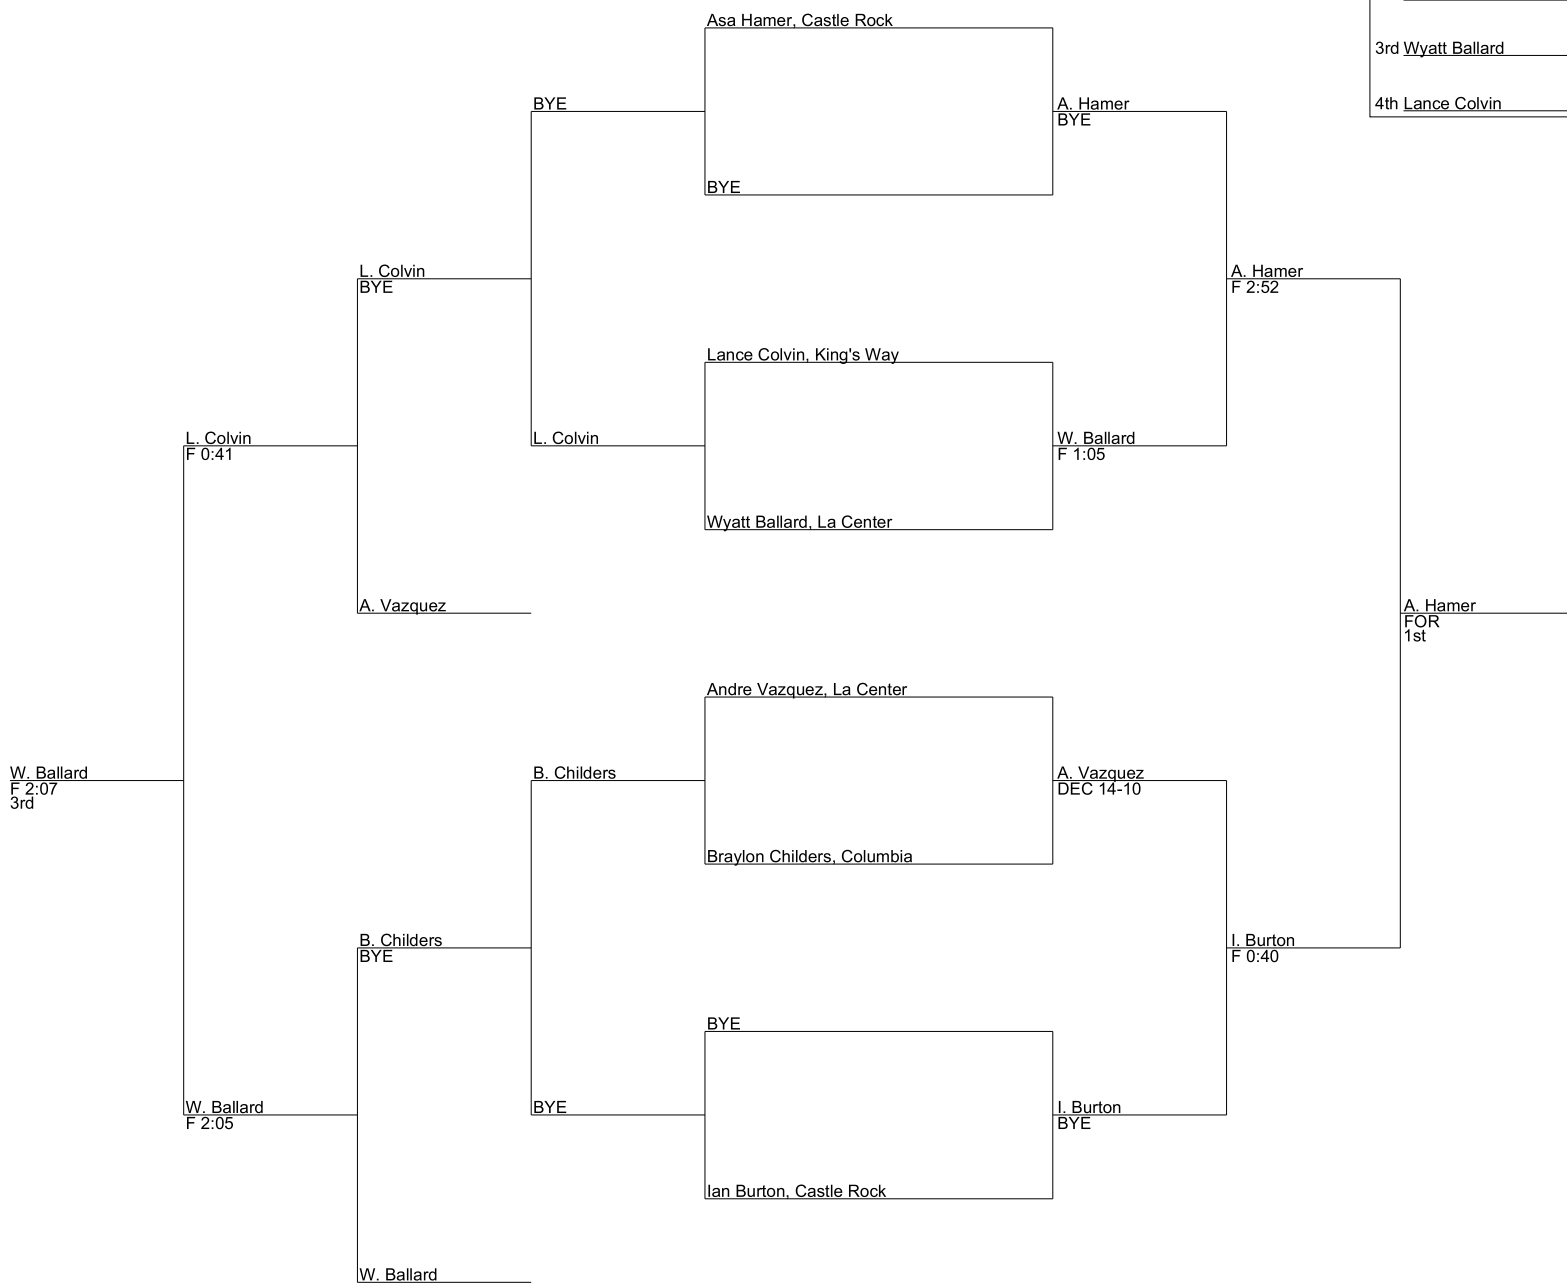 Asa Hamer, Castle Rock
3rd Wyatt Ballard
BYE
A. Hamer
BYE
4th Lance Colvin
BYE
L. Colvin
BYE
A. Hamer
F 2:52
Lance Colvin, King's Way
L. Colvin
F 0:41
L. Colvin
W. Ballard
F 1:05
Wyatt Ballard, La Center
A. Vazquez
A. Hamer
FOR
1st
Andre Vazquez, La Center
W. Ballard
F 2:07
3rd
B. Childers
A. Vazquez
DEC 14-10
Braylon Childers, Columbia
B. Childers
BYE
I. Burton
F 0:40
BYE
W. Ballard
F 2:05
BYE
I. Burton
BYE
Ian Burton, Castle Rock
W. Ballard